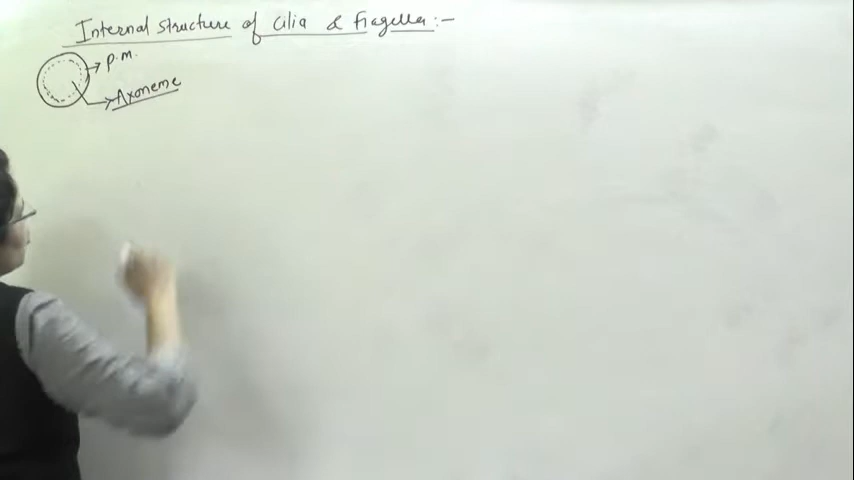 Internal structure of Cilia & Flagella :-
P.M.
Axoneme